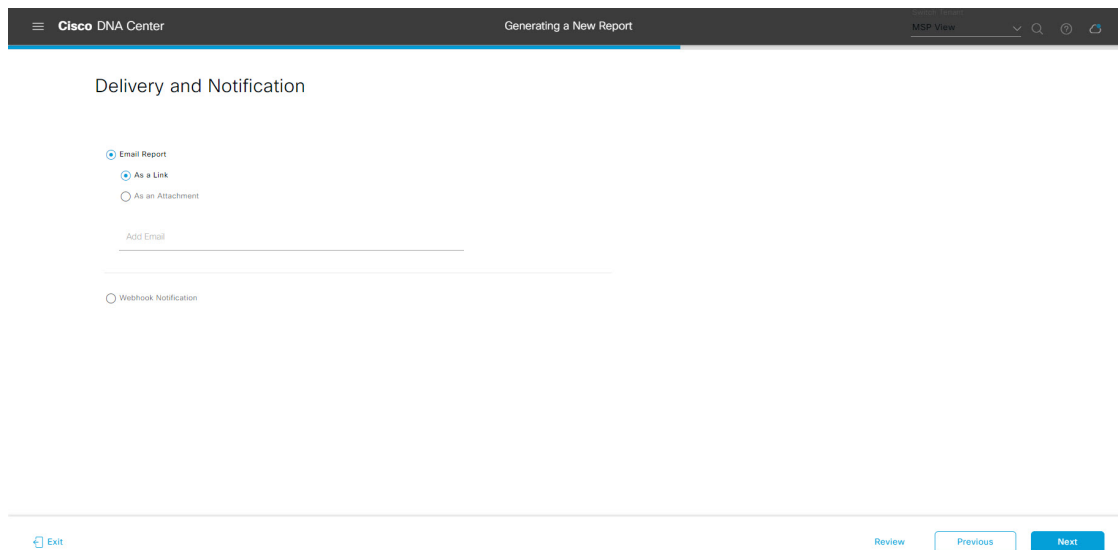 Cisco DNA Center
Generating a New Report
MSP View
Delivery and Notification
Email Report
As a Link
As an Attachment
Add Email
Webhook Notification
Exit
Review
Previous
Next